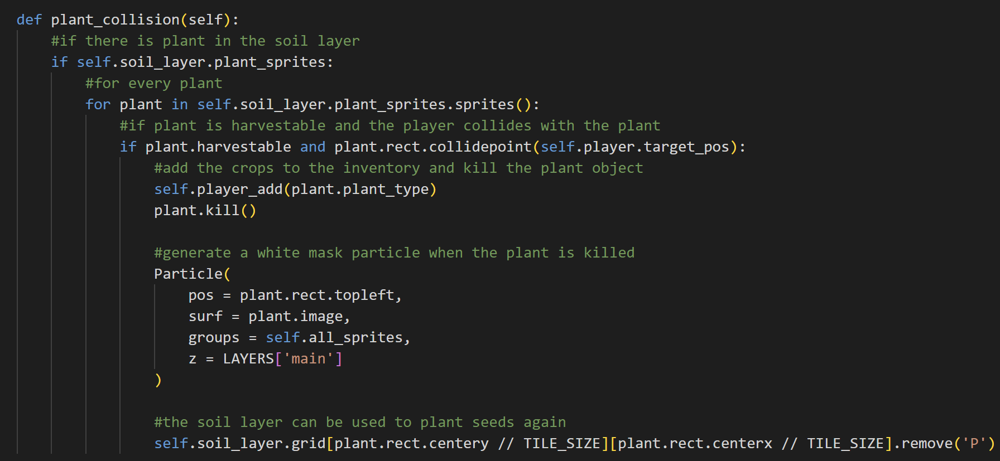 def plant_collision(self):
    #if there is plant in the soil layer
    if self.soil_layer.plant_sprites:
        #for every plant
        for plant in self.soil_layer.plant_sprites.sprites():
            #if plant is harvestable and the player collides with the plant
            if plant.harvestable and plant.rect.collidepoint(self.player.target_pos):
                #add the crops to the inventory and kill the plant object
                self.player_add(plant.plant_type)
                plant.kill()

                #generate a white mask particle when the plant is killed
                Particle(
                    pos = plant.rect.topleft,
                    surf = plant.image,
                    groups = self.all_sprites,
                    z = LAYERS['main']
                )

                #the soil layer can be used to plant seeds again
                self.soil_layer.grid[plant.rect.centery // TILE_SIZE][plant.rect.centerx // TILE_SIZE].remove('P')